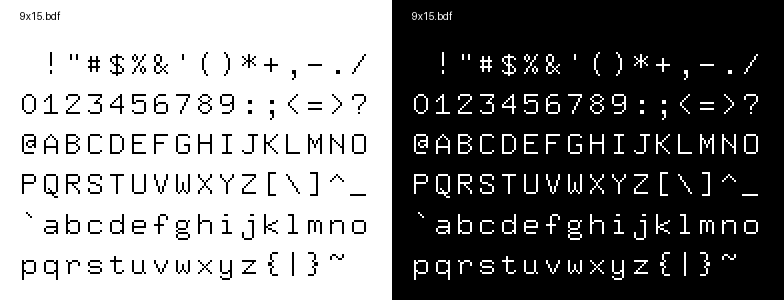 9x15.bdf
 !"#$%&'()*+,-./
0123456789:;<=>?
@ABCDEFGHIJKLMNO
PQRSTUVWXYZ[\]^_
`abcdefghijklmno
pqrstuvwxyz{|}~
9x15.bdf
 !"#$%&'()*+,-./
0123456789:;<=>?
@ABCDEFGHIJKLMNO
PQRSTUVWXYZ[\]^_
`abcdefghijklmno
pqrstuvwxyz{|}~